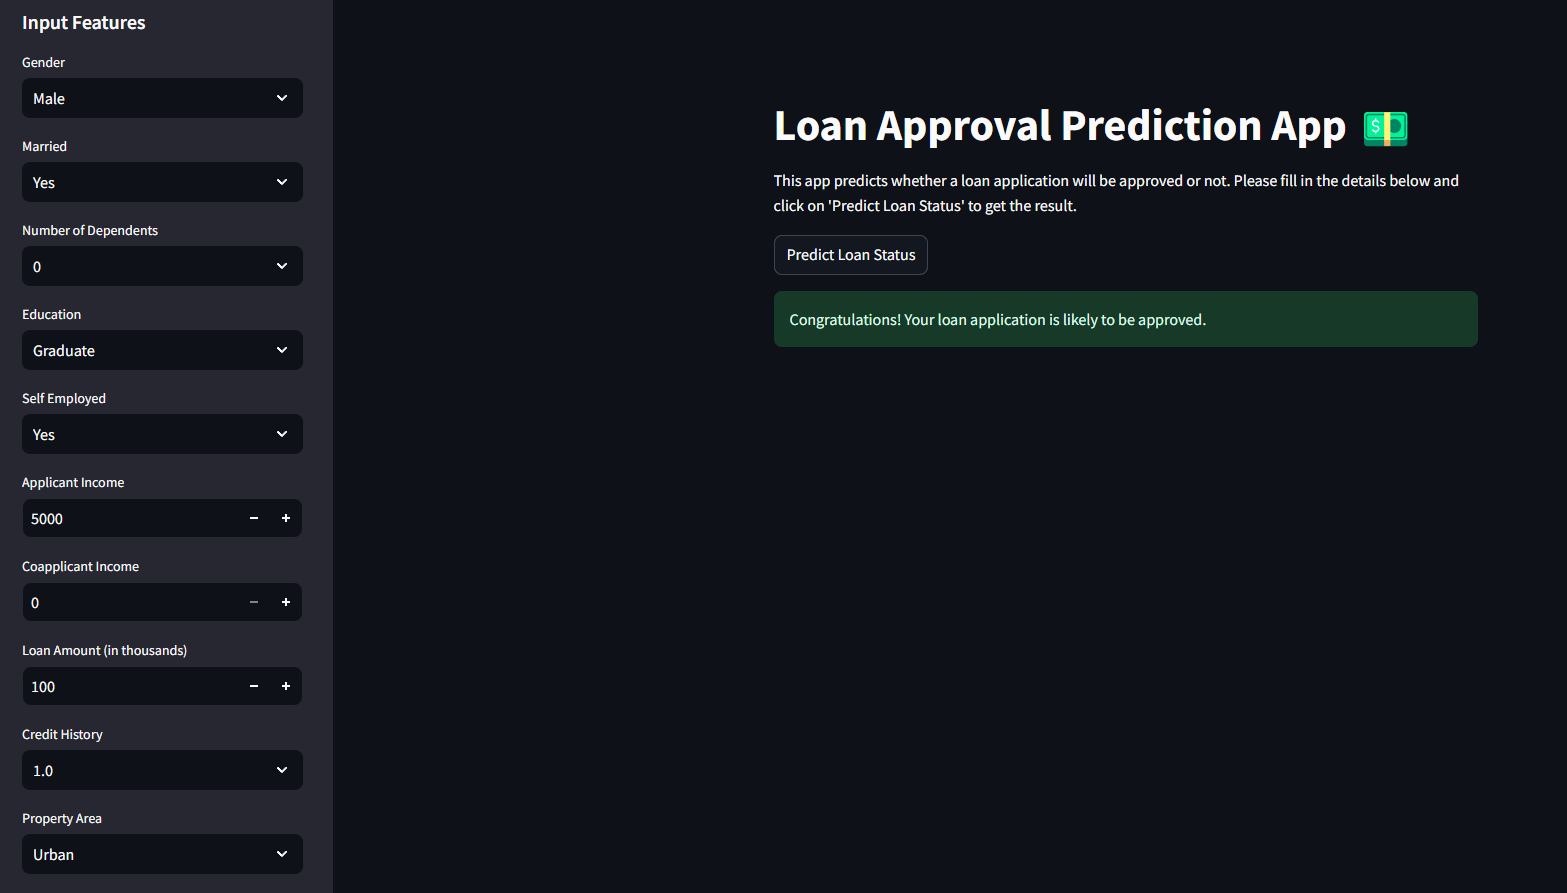 Input Features
Gender
Male
Married
Yes
Number of Dependents
0
Education
Graduate
Self Employed
Yes
Applicant Income
5000
Coapplicant Income
0
Loan Amount (in thousands)
100
Credit History
1.0
Property Area
Urban
Loan Approval Prediction App
This app predicts whether a loan application will be approved or not. Please fill in the details below and
click on 'Predict Loan Status' to get the result.
Predict Loan Status
Congratulations! Your loan application is likely to be approved.